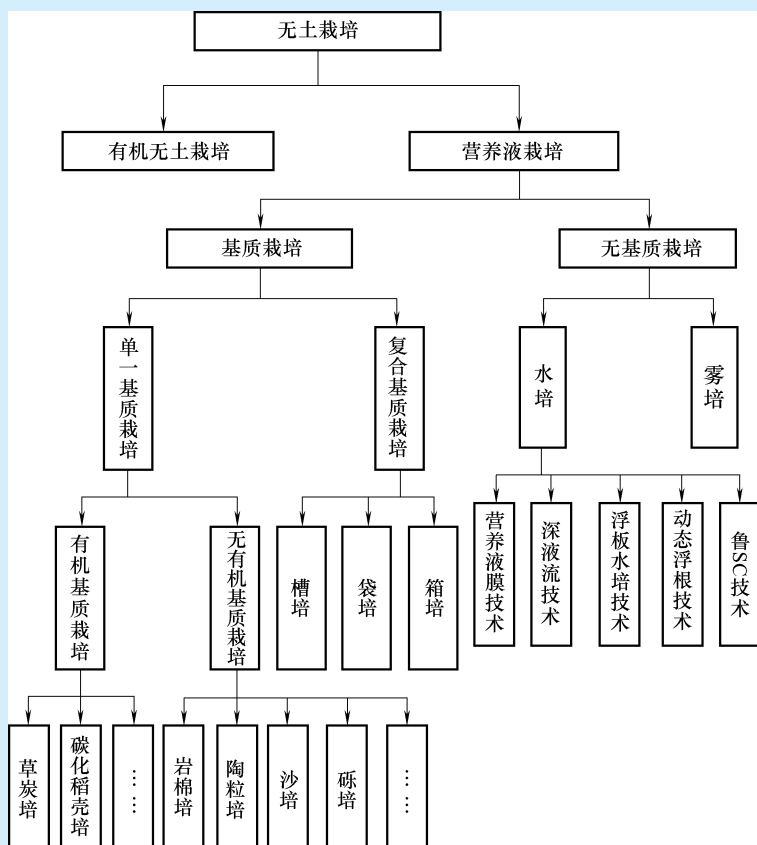 无土栽培
有机无土栽培
营养液栽培
基质栽培
无基质栽培
单一基质栽培
复合基质栽培
水培
雾培
有机基质栽培
无有机基质栽培
槽培
袋培
箱培
营养液膜技术
深液流技术
浮板水培技术
动态浮根技术
鲁SC技术
草炭培
碳化稻壳培
……
岩棉培
陶粒培
沙培
砾培
……